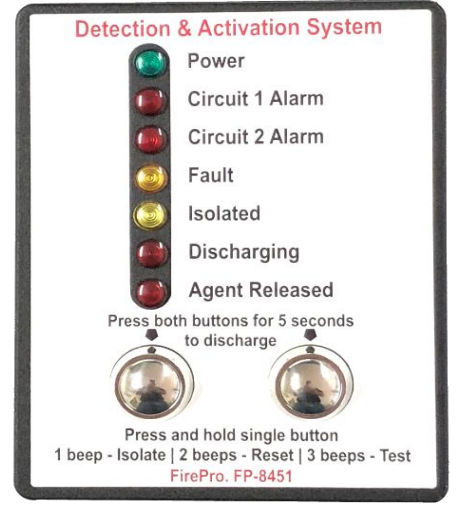 Detection & Activation System
Power
Circuit 1 Alarm
Circuit 2 Alarm
Fault
Isolated
Discharging
Agent Released
Press both buttons for 5 seconds
to discharge
Press and hold single button
1 beep - Isolate | 2 beeps - Reset | 3 beeps - Test
FirePro. FP-8451